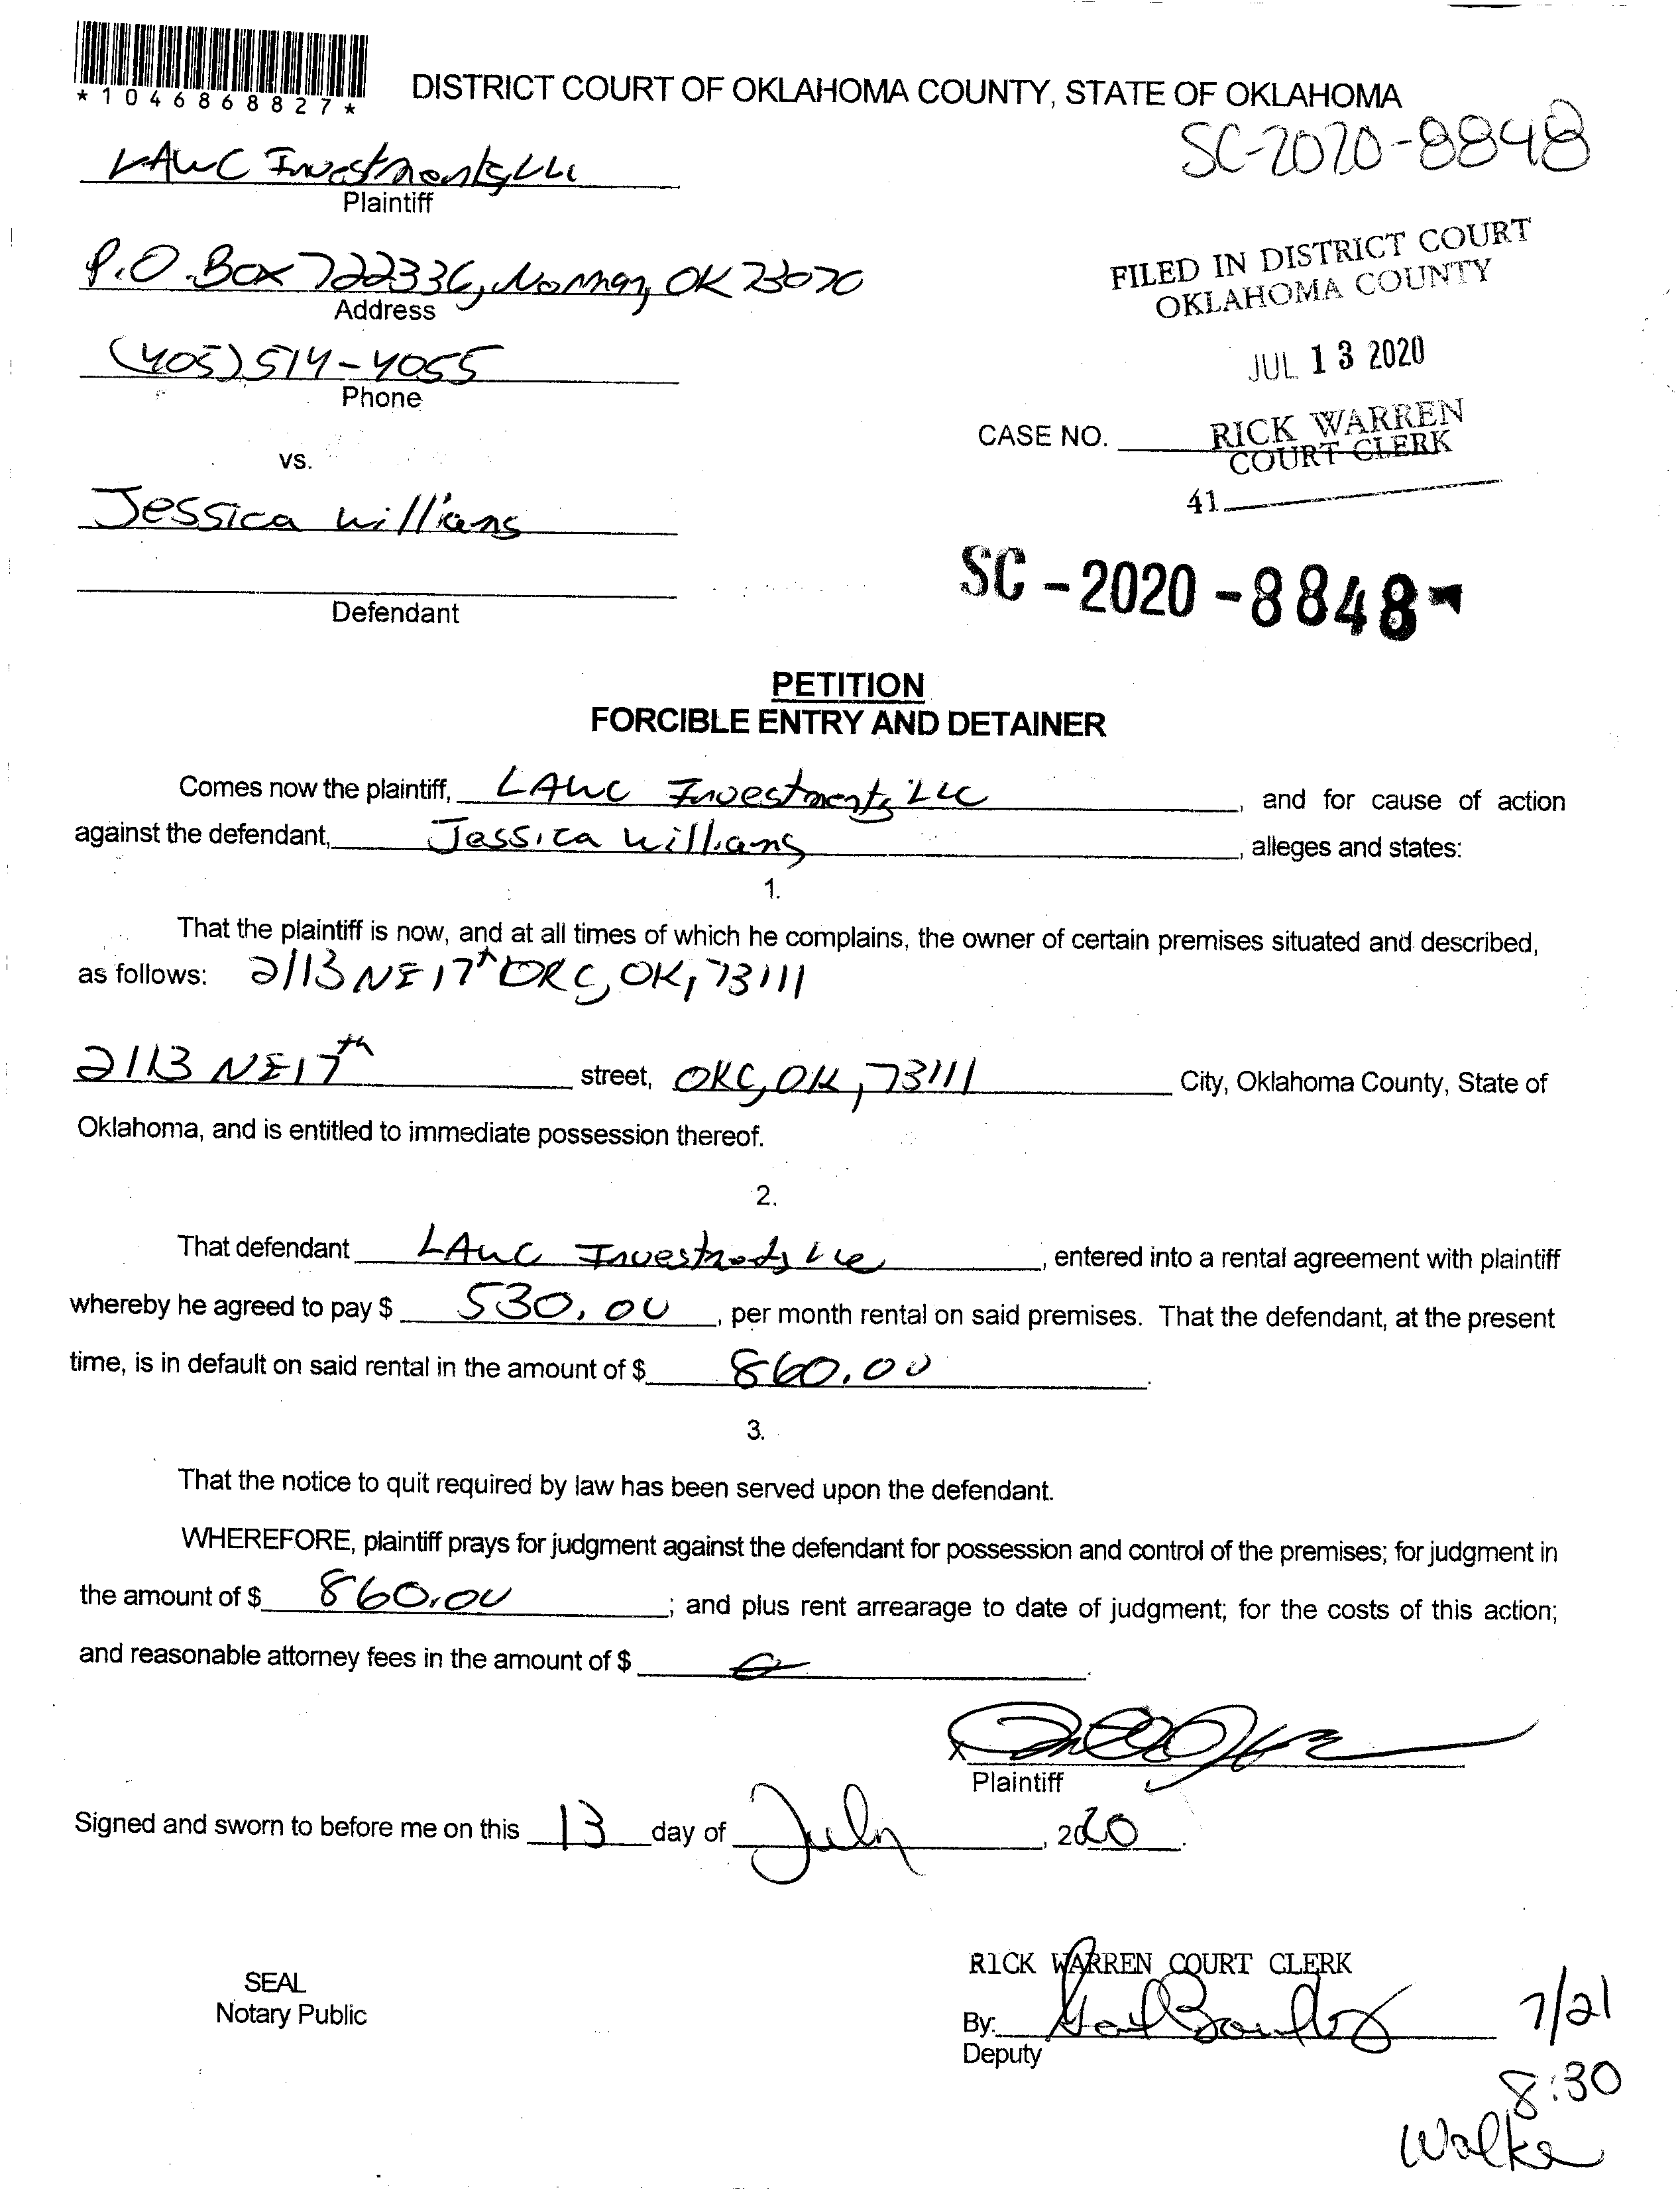 *1046868827*
DISTRICT COURT OF OKLAHOMA COUNTY, STATE OF OKLAHOMA
SC-2020-8848
LAWC Investments LLC
Plaintiff
FILED IN DISTRICT COURT
OKLAHOMA COUNTY
P.O. Box 722336, Norman, OK 73070
Address
JUL 13 2020
(405) 514-4055
Phone
CASE NO.
RICK WARREN
COURT CLERK
vs.
41
Jessica Williams
SC-2020-8848-
Defendant
PETITION
FORCIBLE ENTRY AND DETAINER
Comes now the plaintiff, LAWC Investments LLC, and for cause of action
against the defendant, Jessica Williams, alleges and states:
1.
That the plaintiff is now, and at all times of which he complains, the owner of certain premises situated and described,
as follows: 2113 NE 17th OKC, OK, 73111
2113 NE 17th street, OKC, OK, 73111 City, Oklahoma County, State of
Oklahoma, and is entitled to immediate possession thereof.
2.
That defendant LAWC Investments LLC, entered into a rental agreement with plaintiff
whereby he agreed to pay $ 530.00, per month rental on said premises. That the defendant, at the present
time, is in default on said rental in the amount of $ 860.00.
3.
That the notice to quit required by law has been served upon the defendant.
WHEREFORE, plaintiff prays for judgment against the defendant for possession and control of the premises; for judgment in
the amount of $ 860.00; and plus rent arrearage to date of judgment; for the costs of this action;
and reasonable attorney fees in the amount of $
x
Plaintiff
Signed and sworn to before me on this 13 day of July, 2020.
RICK WARREN COURT CLERK
SEAL
Notary Public
By:
Deputy
7/21
8:30